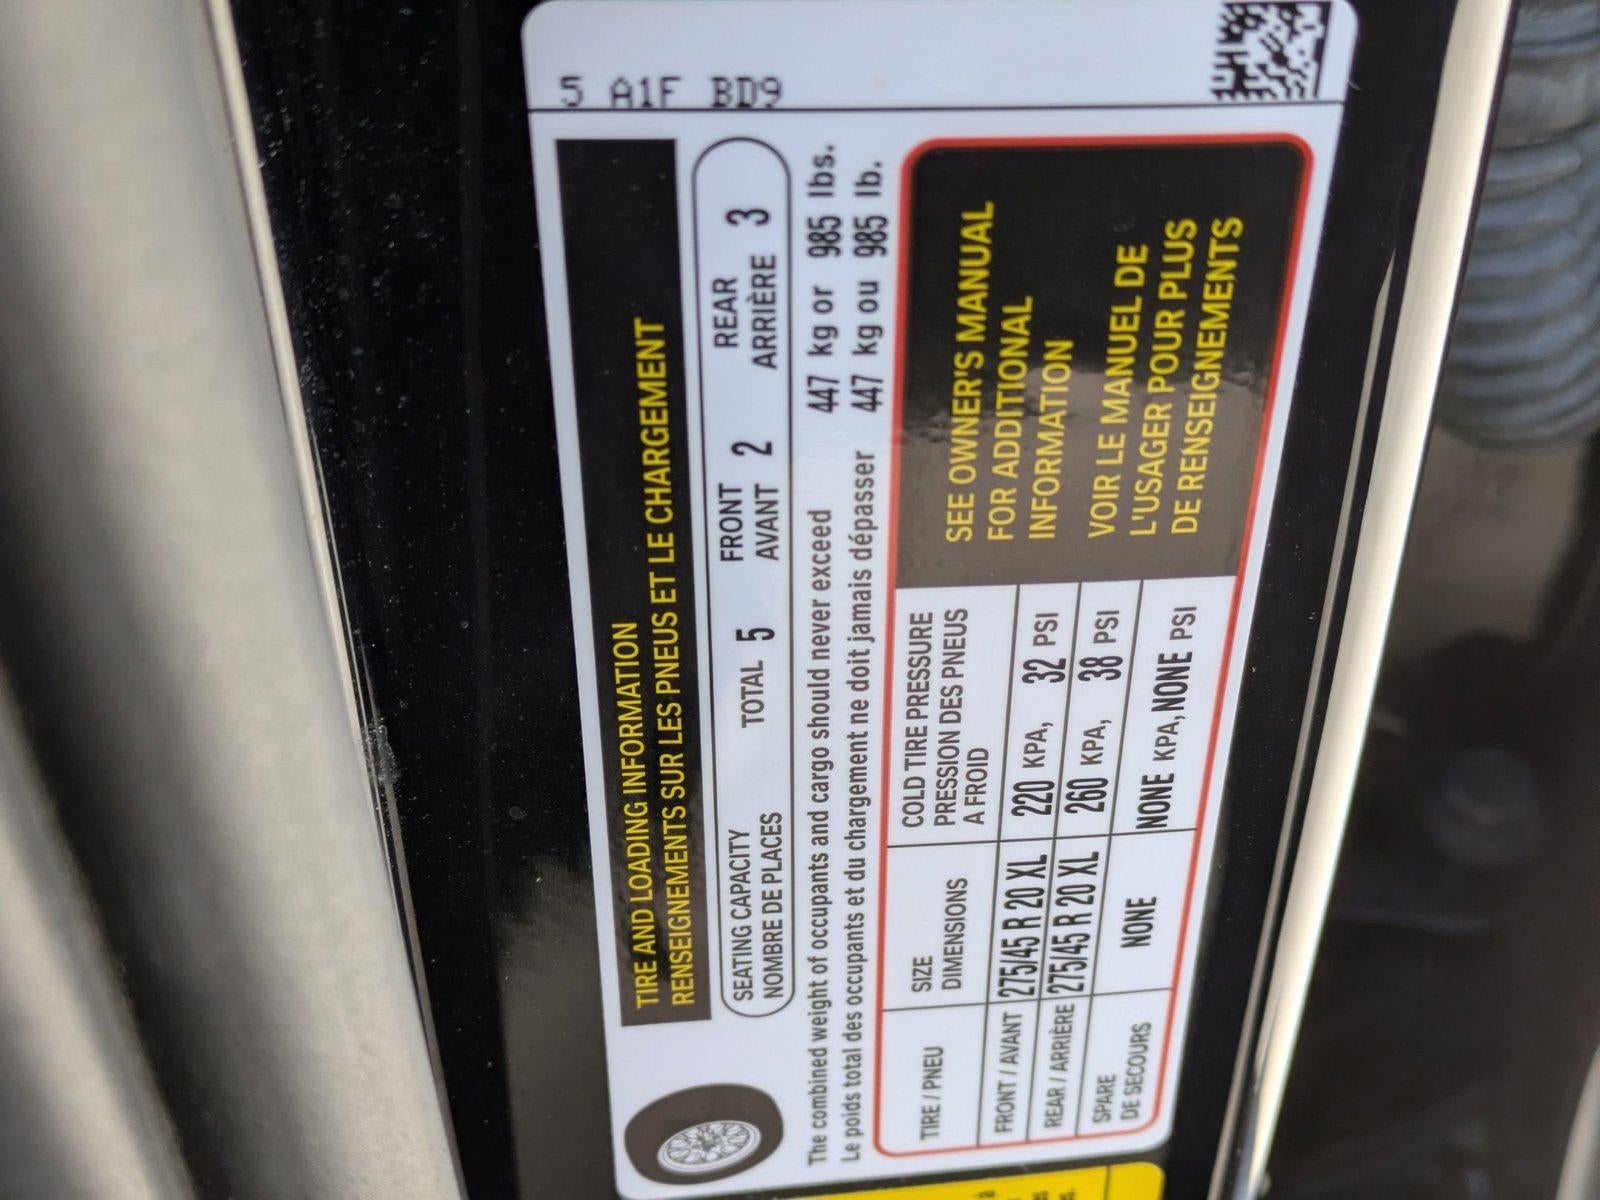 5 A1F BD9
TIRE AND LOADING INFORMATION
RENSEIGNEMENTS SUR LES PNEUS ET LE CHARGEMENT
SEATING CAPACITY
NOMBRE DE PLACES
TOTAL 5
FRONT
AVANT 2
REAR
ARRIÈRE 3
The combined weight of occupants and cargo should never exceed 447 kg or 985 lbs.
Le poids total des occupants et du chargement ne doit jamais dépasser 447 kg ou 985 lb.
TIRE / PNEU
SIZE
DIMENSIONS
COLD TIRE PRESSURE
PRESSION DES PNEUS
A FROID
FRONT / AVANT 275/45 R 20 XL 220 KPA, 32 PSI
REAR / ARRIÈRE 275/45 R 20 XL 260 KPA, 38 PSI
SPARE
DE SECOURS
NONE NONE KPA, NONE PSI
SEE OWNER'S MANUAL
FOR ADDITIONAL
INFORMATION
VOIR LE MANUEL DE
L'USAGER POUR PLUS
DE RENSEIGNEMENTS